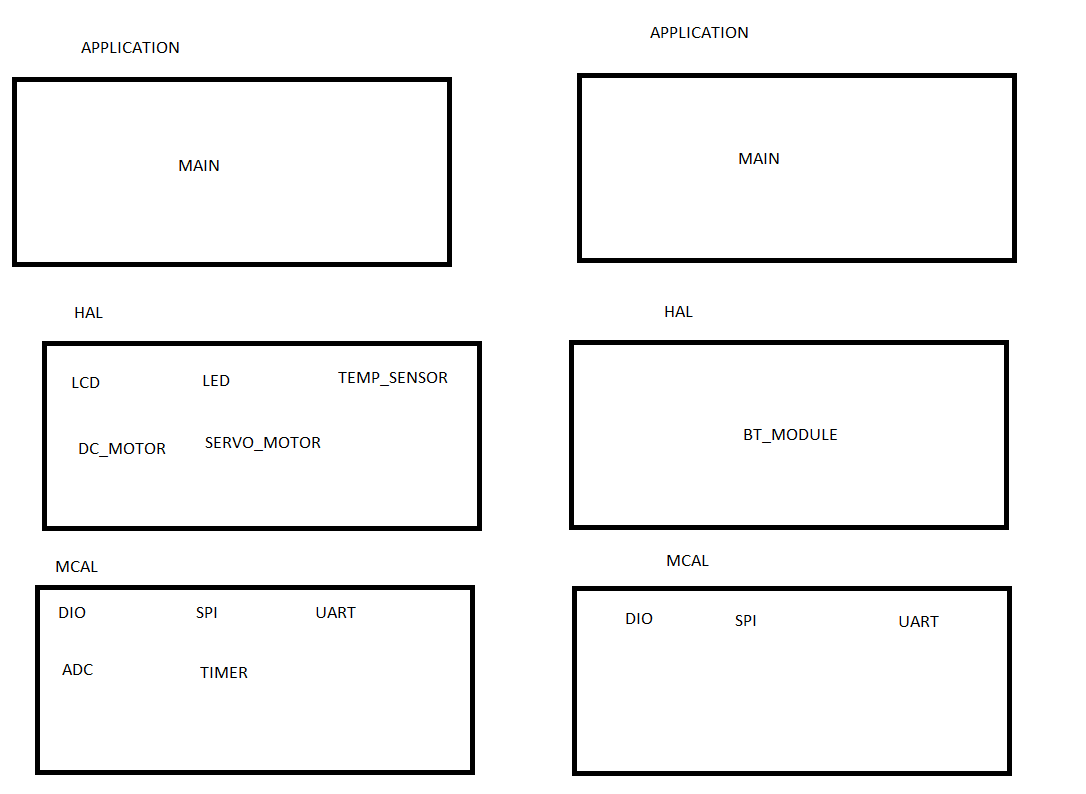 APPLICATION
MAIN
HAL
LCD LED TEMP_SENSOR
DC_MOTOR SERVO_MOTOR
MCAL
DIO SPI UART
ADC TIMER
APPLICATION
MAIN
HAL
BT_MODULE
MCAL
DIO SPI UART